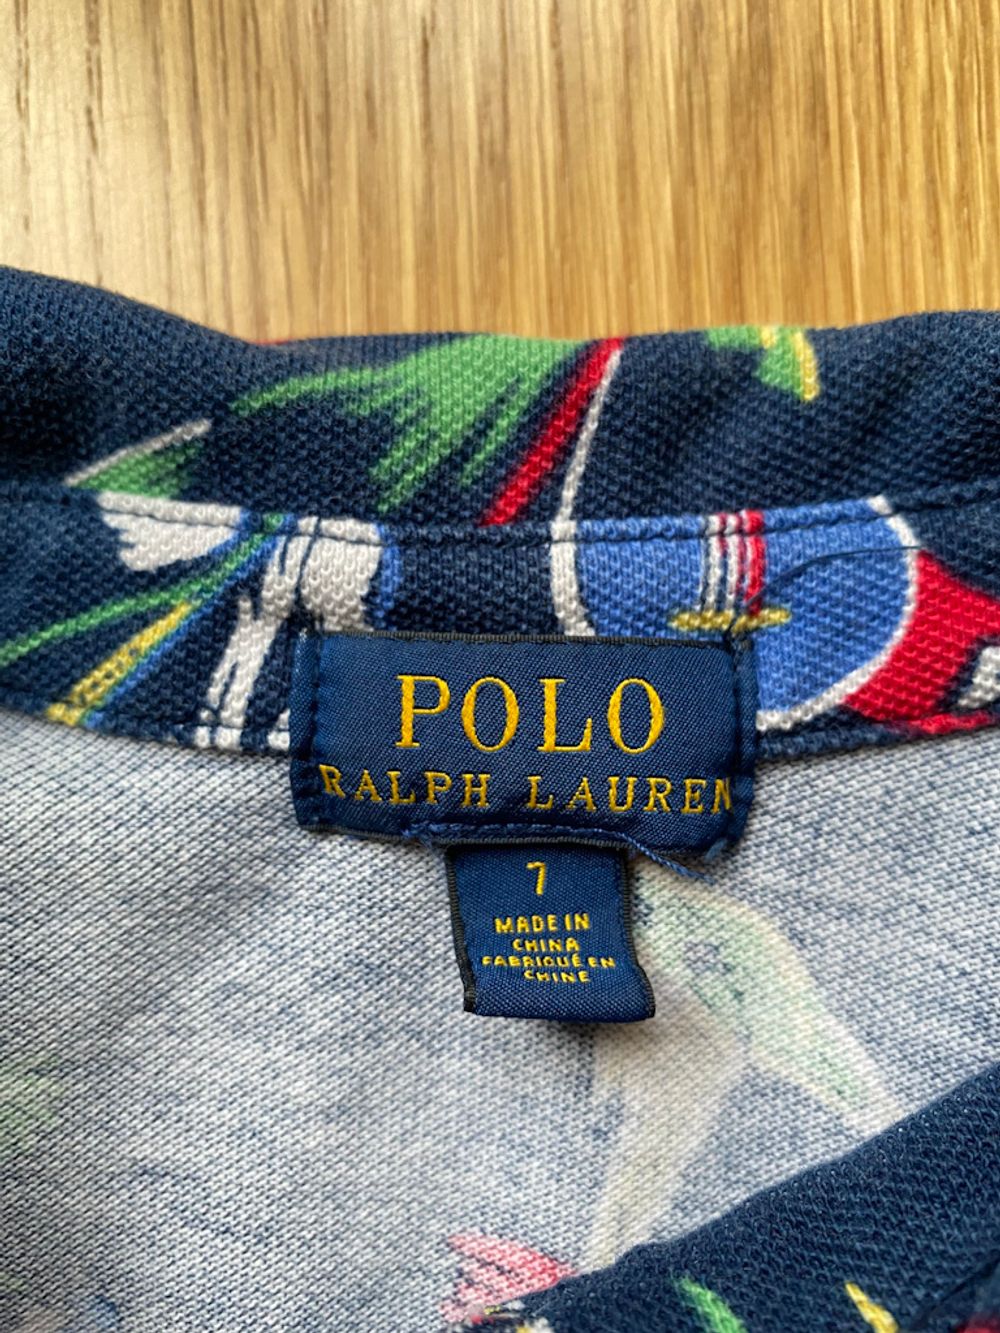 POLO
RALPH LAUREN
7
MADE IN
CHINA
FABRIQUÉ EN
CHINE